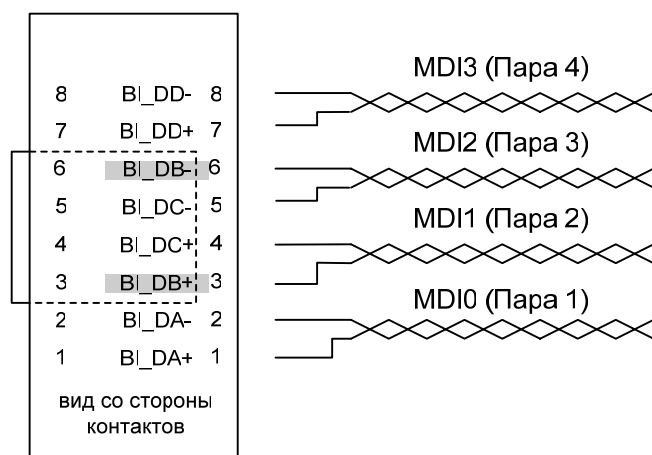 MDI3 (Пара 4)
8 BI_DD- 8
7 BI_DD+ 7
MDI2 (Пара 3)
6 BI_DB- 6
5 BI_DC- 5
MDI1 (Пара 2)
4 BI_DC+ 4
3 BI_DB+ 3
MDI0 (Пара 1)
2 BI_DA- 2
1 BI_DA+ 1
вид со стороны
контактов